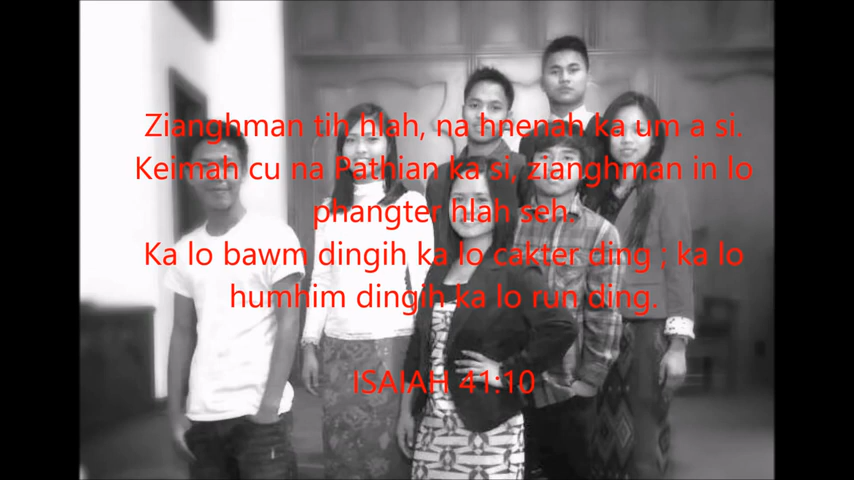 Zianghman tih hlah, na hnenah ka um a si.
Keimah cu na Pathian ka si, zianghman in lo
phangter hlah seh.
Ka lo bawm dingih ka lo cakter ding ; ka lo
humhim dingih ka lo run ding.
ISAIAH 41:10